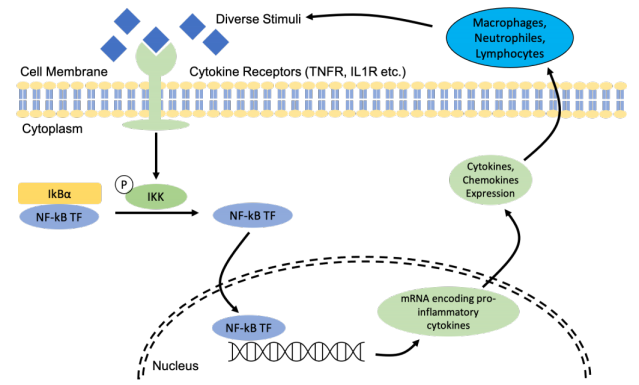 Diverse Stimuli
Macrophages,
Neutrophiles,
Lymphocytes
Cell Membrane
Cytokine Receptors (TNFR, IL1R etc.)
Cytoplasm
Cytokines,
Chemokines
Expression
P
IkBα
IKK
NF-kB TF
NF-kB TF
mRNA encoding pro-
inflammatory
cytokines
NF-kB TF
Nucleus